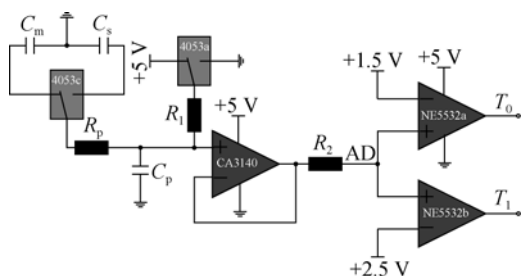 Cm
Cs
4053c
+5 V
4053a
Rp
R1
Cp
+5 V
CA3140
R2
AD
+1.5 V
+5 V
NE5532a
T0
NE5532b
T1
+2.5 V